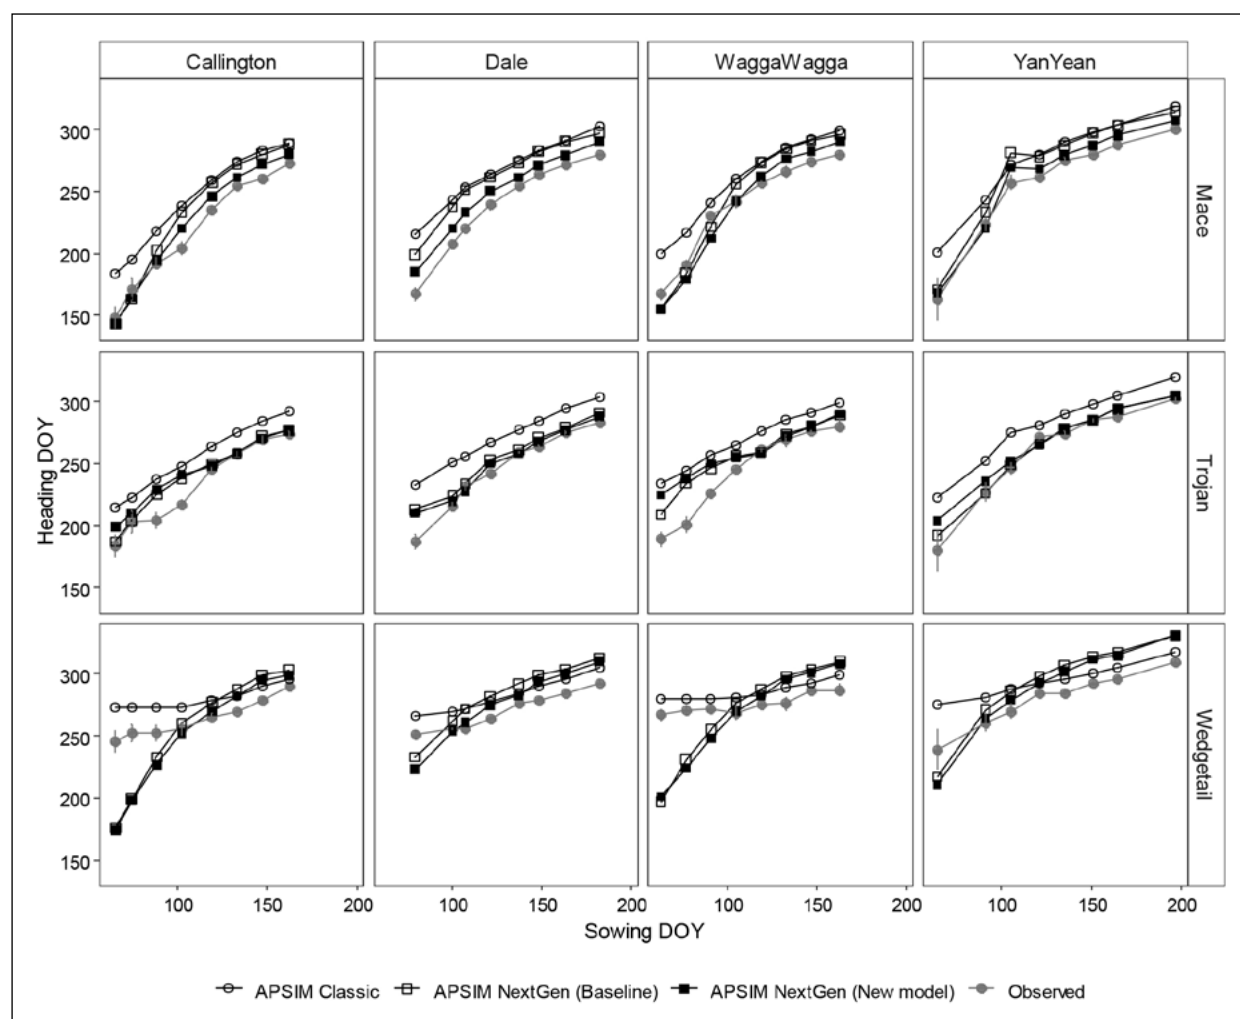 Callington Dale WaggaWagga YanYean
300
250
200
150
Mace
300
250
200
150
Trojan
300
250
200
150
Wedgetail
Heading DOY
100 150 200 100 150 200 100 150 200 100 150 200
Sowing DOY
APSIM Classic APSIM NextGen (Baseline) APSIM NextGen (New model) Observed